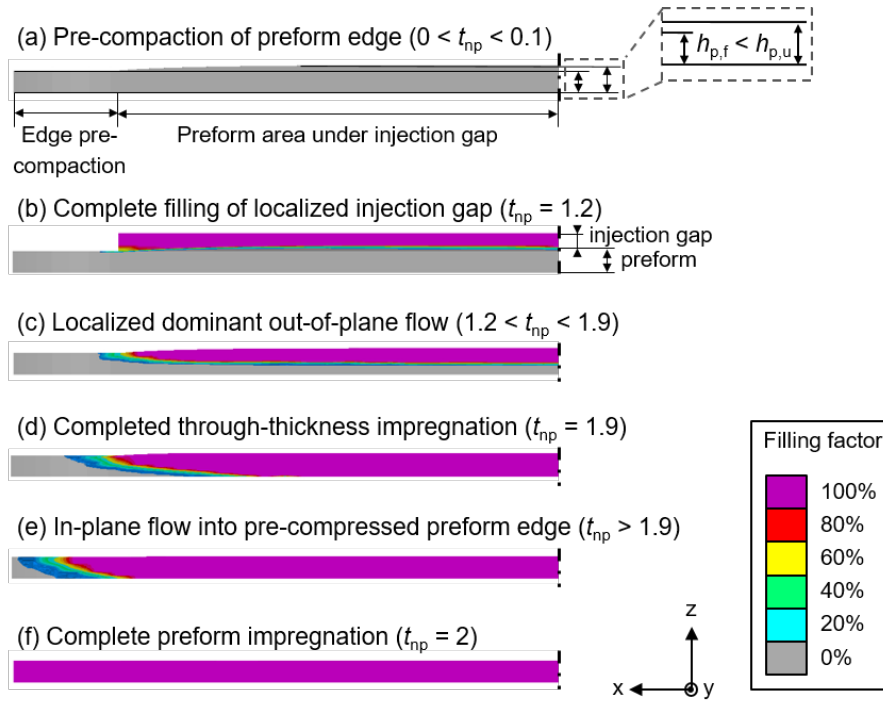 (a) Pre-compaction of preform edge (0 < tnp < 0.1)
hp,f < hp,u
Edge pre-
compaction
Preform area under injection gap
(b) Complete filling of localized injection gap (tnp = 1.2)
injection gap
preform
(c) Localized dominant out-of-plane flow (1.2 < tnp < 1.9)
(d) Completed through-thickness impregnation (tnp = 1.9)
(e) In-plane flow into pre-compressed preform edge (tnp > 1.9)
(f) Complete preform impregnation (tnp = 2)
Filling factor
100%
80%
60%
40%
20%
0%
z
x
y